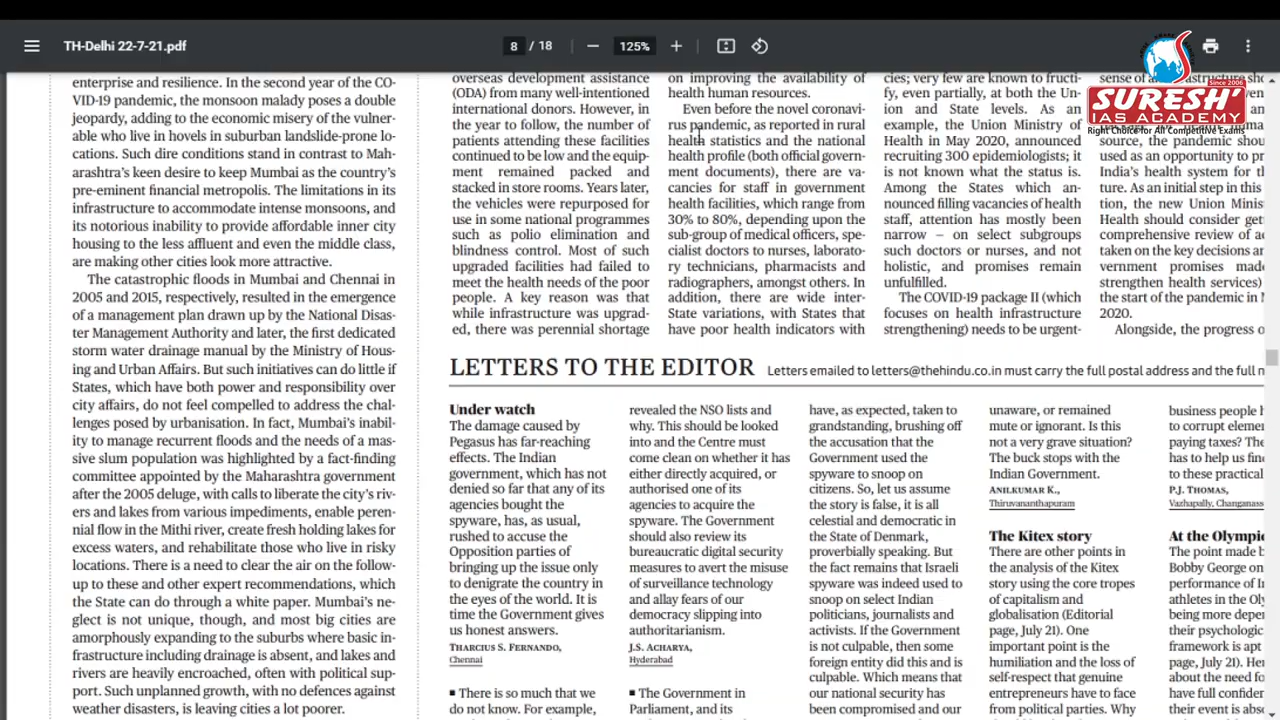 TH-Delhi 22-7-21.pdf
8 / 18
125%
SURESH'
Since 2006
IAS ACADEMY
Right Choice for All Competitive Exams
enterprise and resilience. In the second year of the CO-
VID-19 pandemic, the monsoon malady poses a double
jeopardy, adding to the economic misery of the vulner-
able who live in hovels in suburban landslide-prone lo-
cations. Such dire conditions stand in contrast to Mah-
arashtra's keen desire to keep Mumbai as the country's
pre-eminent financial metropolis. The limitations in its
infrastructure to accommodate intense monsoons, and
its notorious inability to provide affordable inner city
housing to the less affluent and even the middle class,
are making other cities look more attractive.
The catastrophic floods in Mumbai and Chennai in
2005 and 2015, respectively, resulted in the emergence
of a management plan drawn up by the National Disas-
ter Management Authority and later, the first dedicated
storm water drainage manual by the Ministry of Hous-
ing and Urban Affairs. But such initiatives can do little if
States, which have both power and responsibility over
city affairs, do not feel compelled to address the chal-
lenges posed by urbanisation. In fact, Mumbai's inabil-
ity to manage recurrent floods and the needs of a mas-
sive slum population was highlighted by a fact-finding
committee appointed by the Maharashtra government
after the 2005 deluge, with calls to liberate the city's riv-
ers and lakes from various impediments, enable peren-
nial flow in the Mithi river, create fresh holding lakes for
excess waters, and rehabilitate those who live in risky
locations. There is a need to clear the air on the follow-
up to these and other expert recommendations, which
the State can do through a white paper. Mumbai's ne-
glect is not unique, though, and most big cities are
amorphously expanding to the suburbs where basic in-
frastructure including drainage is absent, and lakes and
rivers are heavily encroached, often with political sup-
port. Such unplanned growth, with no defences against
weather disasters, is leaving cities a lot poorer.
overseas development assistance
(ODA) from by well-intentioned
international donors. However, in
the year to follow, the number of
patients attending these facilities
continued to be low and the equip-
ment remained packed and
stacked in store rooms. Years later,
the vehicles were repurposed for
use in some national programmes
such as polio elimination and
blindness control. Most of such
upgraded facilities had failed to
meet the health needs of the poor
people. A key reason was that
while infrastructure was upgrad-
ed, there was perennial shortage
on improving the availability of
health human resources.
Even before the novel coronavi-
rus pandemic, as reported in rural
health statistics and the national
health profile (both official govern-
ment documents), there are va-
cancies for staff in government
health facilities, which range from
30% to 80%, depending upon the
sub-group of medical officers, spe-
cialist doctors to nurses, laborato-
ry technicians, pharmacists and
radiographers, amongst others. In
addition, there are wide inter-
State variations, with States that
have poor health indicators with
cies; very few are known to fructi-
fy, even partially, at both the Un-
ion and State levels. As an
example, the Union Ministry of
Health in May 2020, announced
recruiting 300 epidemiologists; it
is not known what the status is.
Among the States which an-
nounced filling vacancies of health
staff, attention has mostly been
narrow – on select subgroups
such doctors or nurses, and not
holistic, and promises remain
unfulfilled.
The COVID-19 package II (which
focuses on health infrastructure
strengthening) needs to be urgent-
sense of
source, the pandemic shou
used as an opportunity to pr
India's health system for t
ture. As an initial step in this
tion, the new Union Minis
Health should consider get
comprehensive review of a
taken on the key decisions a
vernment promises mad
strengthen health services)
the start of the pandemic in
2020.
Alongside, the progress o
LETTERS TO THE EDITOR Letters emailed to letters@thehindu.co.in must carry the full postal address and the full n
Under watch
The damage caused by
Pegasus has far-reaching
effects. The Indian
government, which has not
denied so far that any of its
agencies bought the
spyware, has, as usual,
rushed to accuse the
Opposition parties of
bringing up the issue only
to denigrate the country in
the eyes of the world. It is
time the Government gives
us honest answers.
THARCIUS S. FERNANDO,
Chennai
■ There is so much that we
do not know. For example,
revealed the NSO lists and
why. This should be looked
into and the Centre must
come clean on whether it has
either directly acquired, or
authorised one of its
agencies to acquire the
spyware. The Government
should also review its
bureaucratic digital security
measures to avert the misuse
of surveillance technology
and allay fears of our
democracy slipping into
authoritarianism.
J.S. ACHARYA,
Hyderabad
■ The Government in
Parliament, and its
have, as expected, taken to
grandstanding, brushing off
the accusation that the
Government used the
spyware to snoop on
citizens. So, let us assume
the story is false, it is all
celestial and democratic in
the State of Denmark,
proverbially speaking. But
the fact remains that Israeli
spyware was indeed used to
snoop on select Indian
politicians, journalists and
activists. If the Government
is not culpable, then some
foreign entity did this and is
culpable. Which means that
our national security has
been compromised and our
unaware, or remained
mute or ignorant. Is this
not a very grave situation?
The buck stops with the
Indian Government.
ANILKUMAR K.,
Thiruvananthapuram
The Kitex story
There are other points in
the analysis of the Kitex
story using the core tropes
of capitalism and
globalisation (Editorial
page, July 21). One
important point is the
humiliation and the loss of
self-respect that genuine
entrepreneurs have to face
from political parties. Why
business people h
to corrupt eleme
paying taxes? The
has to help us fin
to these practical
P.J. THOMAS,
Vazhapally, Changanass
At the Olympic
The point made b
Bobby George on
performance of In
athletes in the Oly
being more depe
their psychologic
framework is apt
page, July 21). He
about the need fo
have full confiden
their event is abso